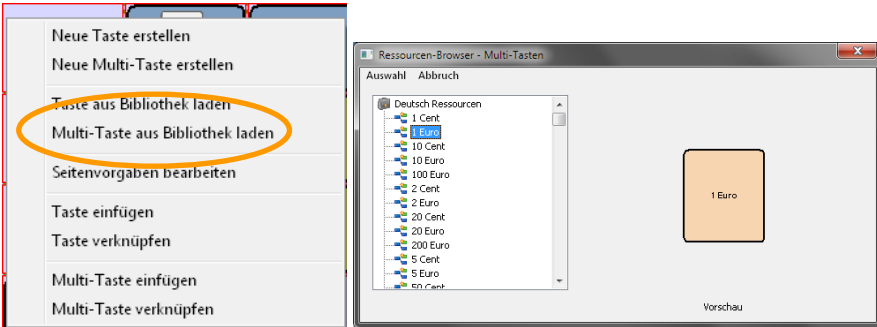 Neue Taste erstellen
Neue Multi-Taste erstellen
Taste aus Bibliothek laden
Multi-Taste aus Bibliothek laden
Seitenvorgaben bearbeiten
Taste einfügen
Taste verknüpfen
Multi-Taste einfügen
Multi-Taste verknüpfen
Ressourcen-Browser - Multi-Tasten
Auswahl Abbruch
Deutsch Ressourcen
1 Cent
1 Euro
10 Cent
10 Euro
100 Euro
2 Cent
2 Euro
20 Cent
20 Euro
200 Euro
5 Cent
5 Euro
50 Cent
1 Euro
Vorschau